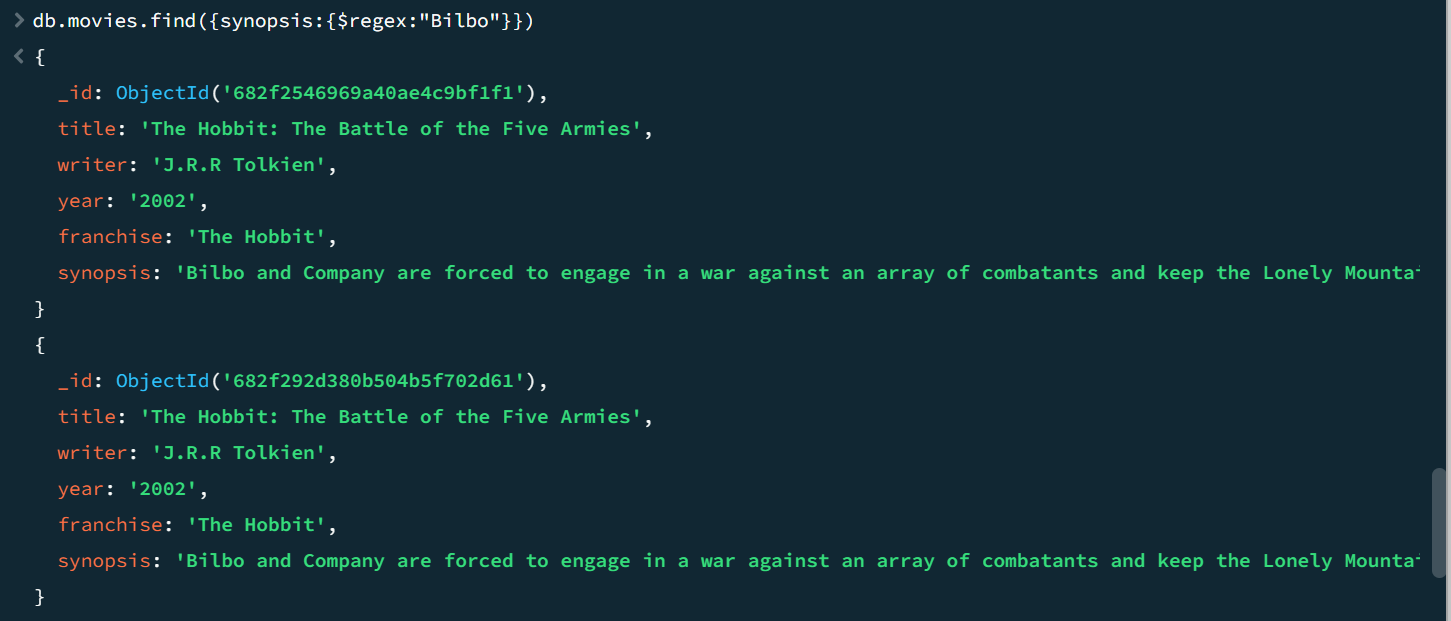 > db.movies.find({synopsis:{$regex:"Bilbo"}})
< {
_id: ObjectId('682f2546969a40ae4c9bf1f1'),
title: 'The Hobbit: The Battle of the Five Armies',
writer: 'J.R.R Tolkien',
year: '2002',
franchise: 'The Hobbit',
synopsis: 'Bilbo and Company are forced to engage in a war against an array of combatants and keep the Lonely
}
{
_id: ObjectId('682f292d380b504b5f702d61'),
title: 'The Hobbit: The Battle of the Five Armies',
writer: 'J.R.R Tolkien',
year: '2002',
franchise: 'The Hobbit',
synopsis: 'Bilbo and Company are forced to engage in a war against an array of combatants and keep the Lonely
}